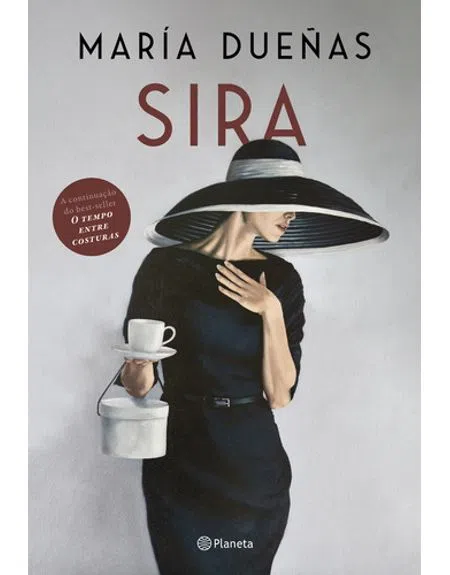 MARÍA DUEÑAS
SIRA
A continuação
do best-seller
O TEMPO
ENTRE
COSTURAS
Planeta